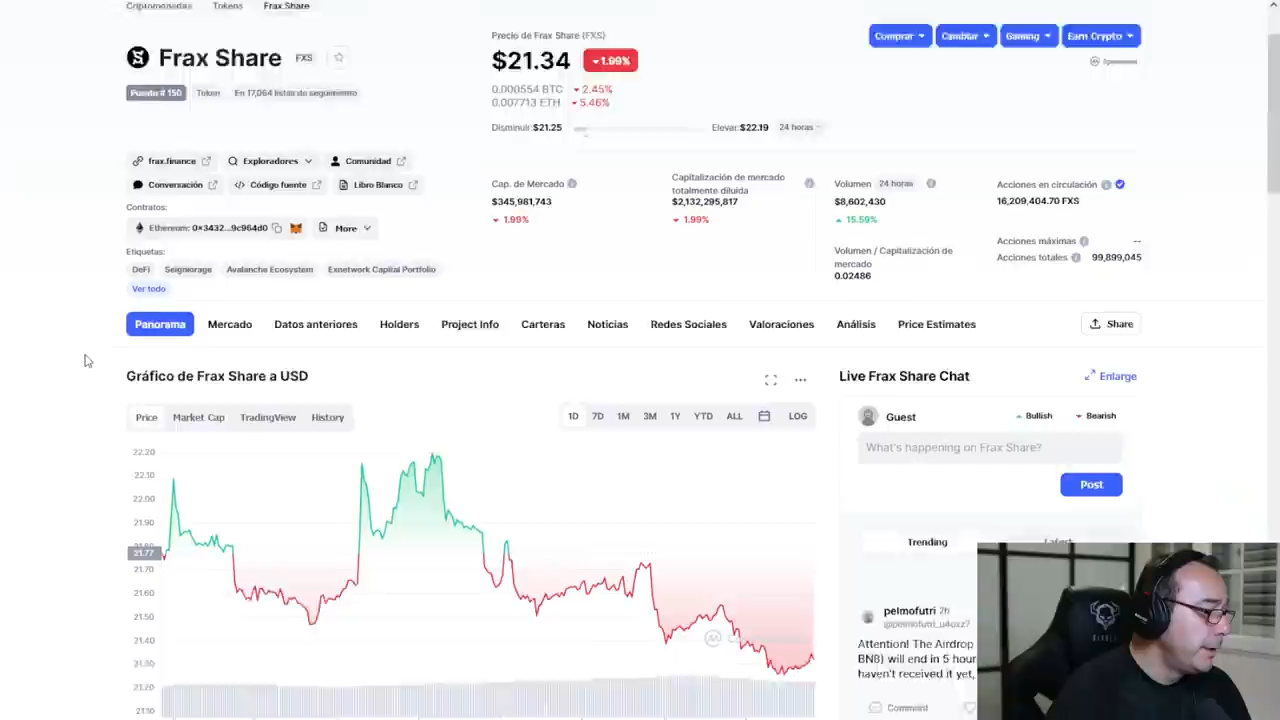 Criptomonedas Tokens Frax Share
Frax Share FXS
Puesto # 150 Token En 17,064 listas de seguimiento
Precio de Frax Share (FXS)
$21.34 1.99%
0.000554 BTC 2.45%
0.007713 ETH 5.46%
Disminuir:$21.25 Elevar:$22.19 24 horas
Comprar Cambiar Gaming Earn Crypto
Sponsored
frax.finance Exploradores Comunidad
Conversación Código fuente Libro Blanco
Contratos:
Ethereum: 0x3432...9c964d0 More
Etiquetas:
DeFi Seigniorage Avalanche Ecosystem Exnetwork Capital Portfolio
Ver todo
Cap. de Mercado
$345,981,743
1.99%
Capitalización de mercado
totalmente diluida
$2,132,295,817
1.99%
Volumen 24 horas
$8,602,430
15.59%
Volumen / Capitalización de
mercado
0.02486
Acciones en circulación
16,209,404.70 FXS
Acciones máximas --
Acciones totales 99,899,045
Panorama Mercado Datos anteriores Holders Project Info Carteras Noticias Redes Sociales Valoraciones Análisis Price Estimates Share
Gráfico de Frax Share a USD
Price Market Cap TradingView History
1D 7D 1M 3M 1Y YTD ALL LOG
22.20
22.10
22.00
21.90
21.80
21.77
21.70
21.60
21.50
21.40
21.30
21.20
21.10
Live Frax Share Chat Enlarge
Guest Bullish Bearish
What's happening on Frax Share?
Post
Trending Latest
pelmofutri 2h
@pelmofutri_u4oxz7
Attention! The Airdrop
BNB) will end in 5 hour
haven't received it yet,
Comment